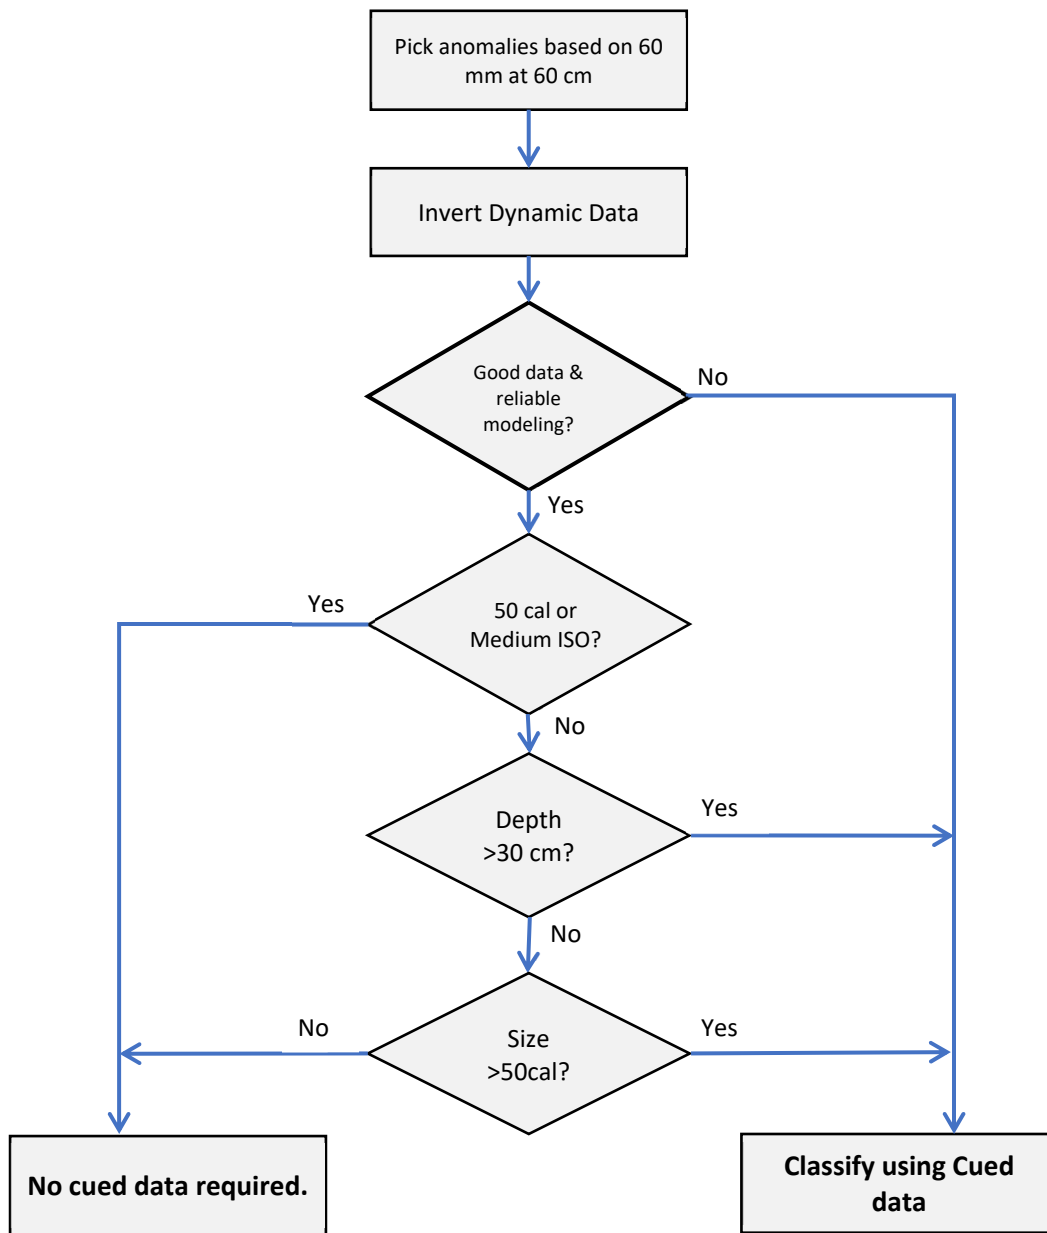 Pick anomalies based on 60
mm at 60 cm
Invert Dynamic Data
Good data &
reliable
modeling?
No
Yes
Yes
50 cal or
Medium ISO?
No
Depth
>30 cm?
Yes
No
No
Size
>50cal?
Yes
No cued data required.
Classify using Cued
data